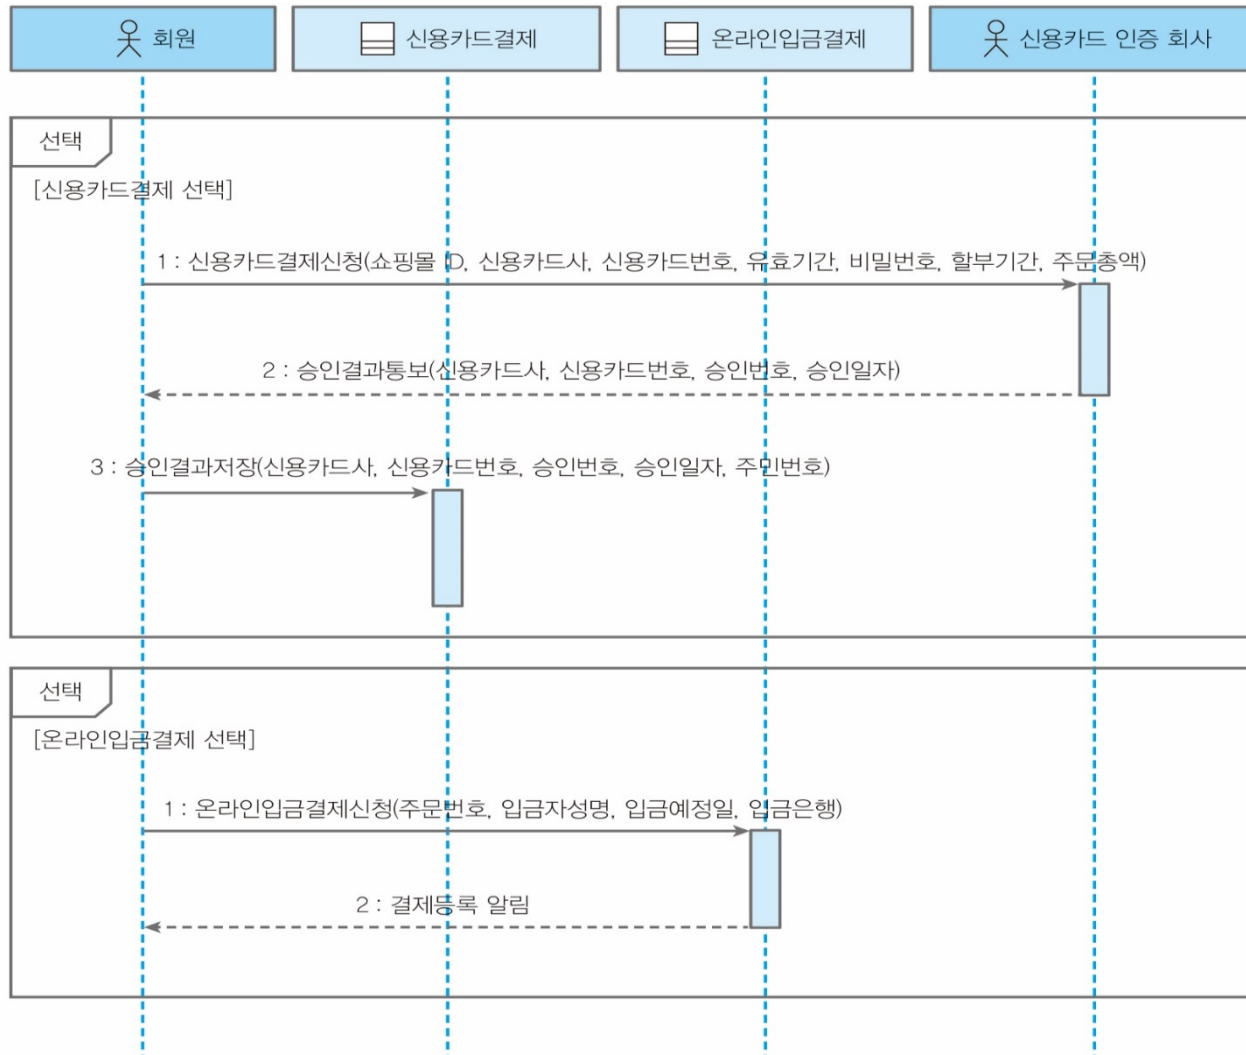 회원
신용카드결제
온라인입금결제
신용카드 인증 회사
선택
[신용카드결제 선택]
1 : 신용카드결제신청(쇼핑몰 ID, 신용카드사, 신용카드번호, 유효기간, 비밀번호, 할부기간, 주문총액)
2 : 승인결과통보(신용카드사, 신용카드번호, 승인번호, 승인일자)
3 : 승인결과저장(신용카드사, 신용카드번호, 승인번호, 승인일자, 주민번호)
선택
[온라인입금결제 선택]
1 : 온라인입금결제신청(주문번호, 입금자성명, 입금예정일, 입금은행)
2 : 결제등록 알림